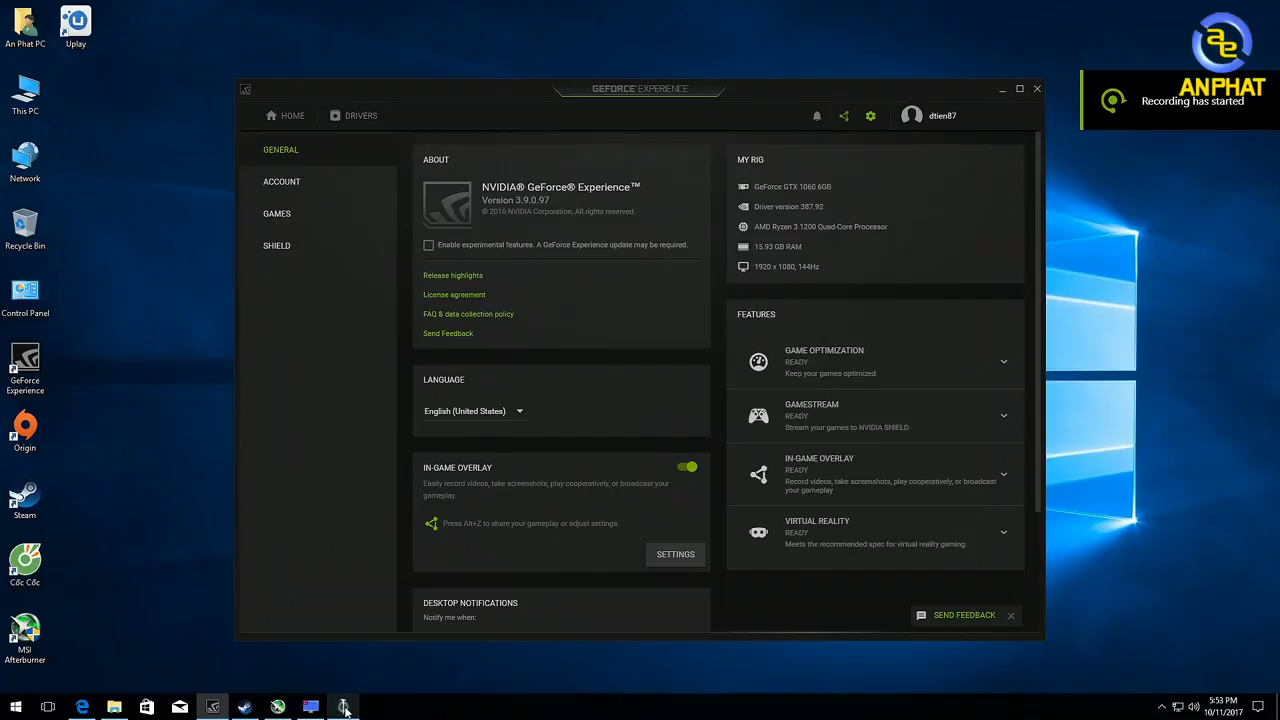 An Phat PC
Uplay
This PC
Network
Recycle Bin
Control Panel
GeForce
Experience
Origin
Steam
Cốc Cốc
MSI
Afterburner
GEFORCE® EXPERIENCE
HOME
DRIVERS
dtien87
GENERAL
ACCOUNT
GAMES
SHIELD
ABOUT
NVIDIA® GeForce® Experience™
Version 3.9.0.97
© 2016 NVIDIA Corporation, All rights reserved.
Enable experimental features. A GeForce Experience update may be required.
Release highlights
License agreement
FAQ & data collection policy
Send Feedback
LANGUAGE
English (United States)
IN-GAME OVERLAY
Easily record videos, take screenshots, play cooperatively, or broadcast your
gameplay.
Press Alt+Z to share your gameplay or adjust settings.
SETTINGS
DESKTOP NOTIFICATIONS
Notify me when:
MY RIG
GeForce GTX 1060 6GB
Driver version 387.92
AMD Ryzen 3 1200 Quad-Core Processor
15.93 GB RAM
1920 x 1080, 144Hz
FEATURES
GAME OPTIMIZATION
READY
Keep your games optimized
GAMESTREAM
READY
Stream your games to NVIDIA SHIELD
IN-GAME OVERLAY
READY
Record videos, take screenshots, play cooperatively, or broadcast
your gameplay
VIRTUAL REALITY
READY
Meets the recommended spec for virtual reality gaming
SEND FEEDBACK
ae
ANPHAT
Recording has started
5:53 PM
10/11/2017